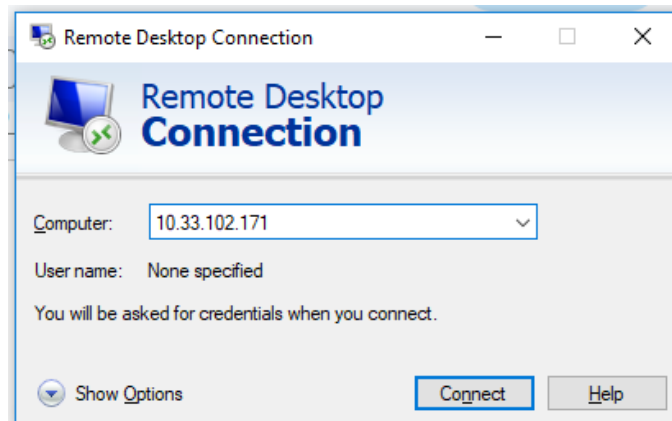 Remote Desktop Connection
Remote Desktop
Connection
Computer: 10.33.102.171
User name: None specified
You will be asked for credentials when you connect.
Show Options Connect Help